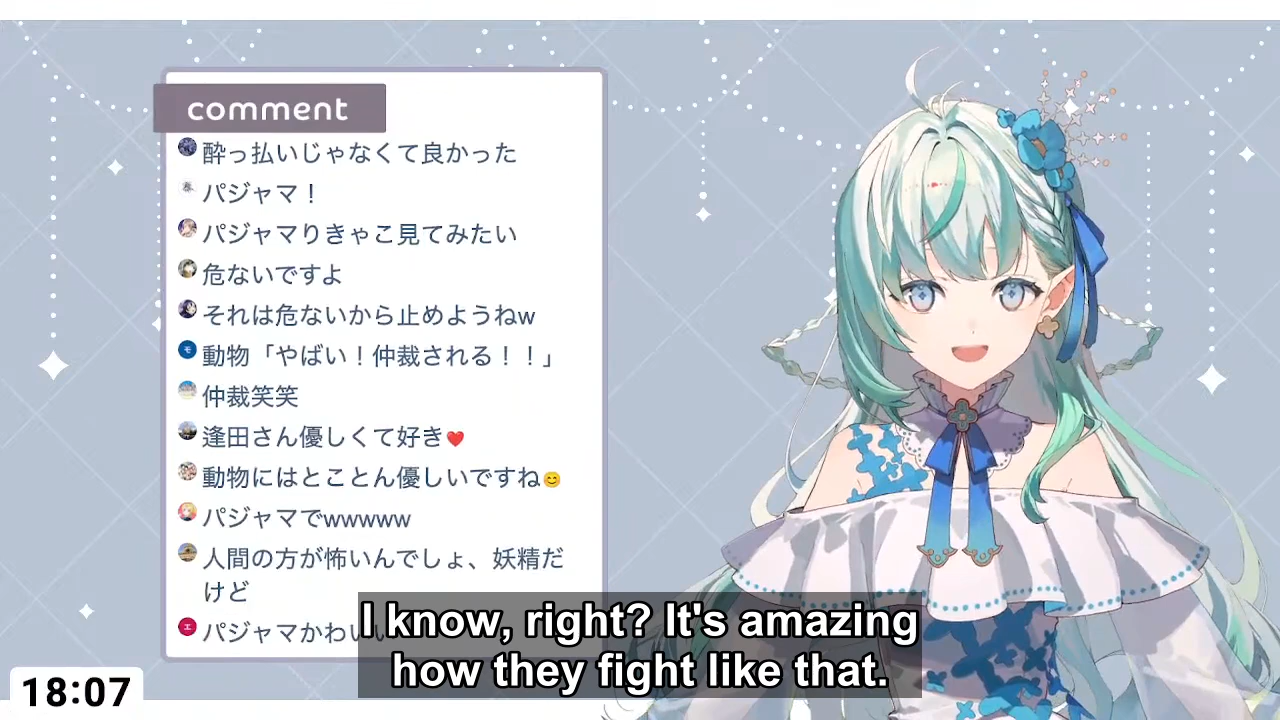 comment
酔っ払いじゃなくて良かった
パジャマ！
パジャマりきゃこ見てみたい
危ないですよ
それは危ないから止めようねw
モ
動物「やばい！仲裁される！！」
仲裁笑笑
逢田さん優しくて好き❤️
動物にはとことん優しいですね😊
パジャマでwwwww
人間の方が怖いんでしょ、妖精だ
けど
エ
パジャマかわ
I know, right? It's amazing
how they fight like that.
18:07